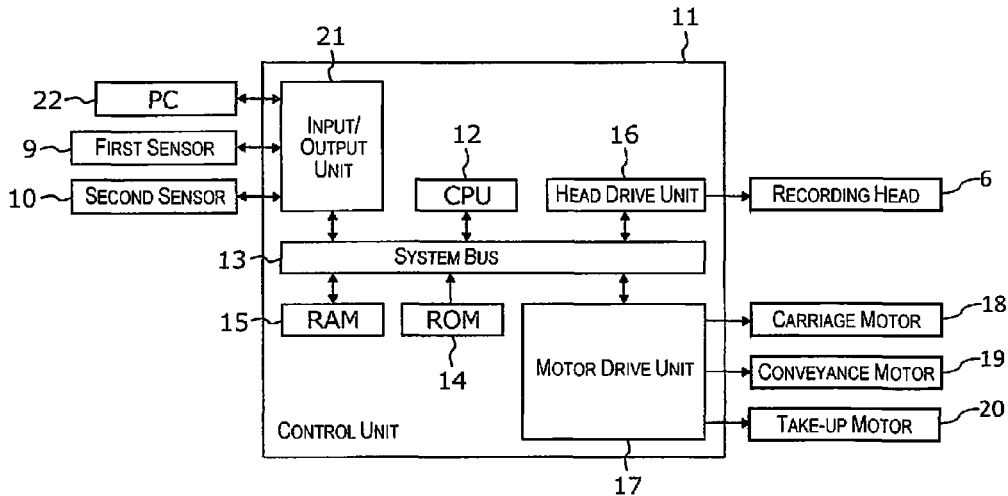 21
11
22
PC
INPUT/
OUTPUT
UNIT
9
FIRST SENSOR
12
16
10
SECOND SENSOR
CPU
HEAD DRIVE UNIT
RECORDING HEAD
6
13
SYSTEM BUS
15
RAM
ROM
14
MOTOR DRIVE UNIT
CARRIAGE MOTOR
18
CONVEYANCE MOTOR
19
TAKE-UP MOTOR
20
CONTROL UNIT
17